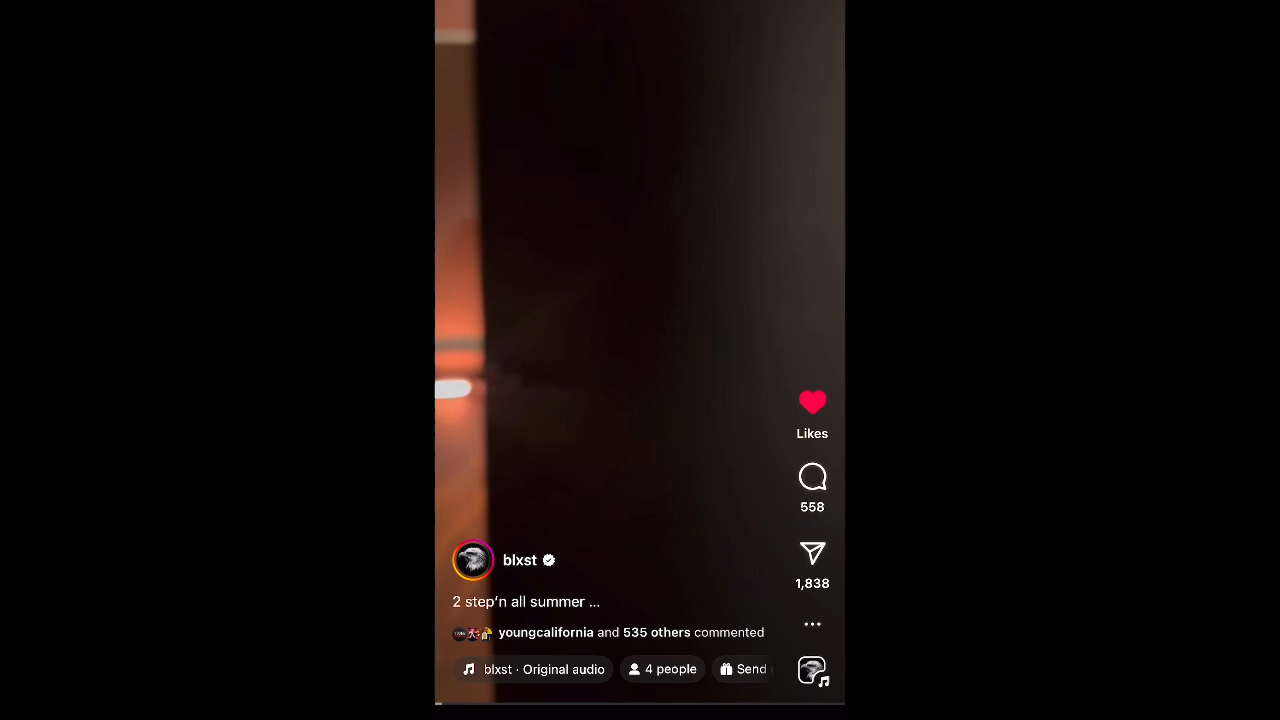 Likes
558
blxst
1,838
2 step’n all summer ...
youngcalifornia and 535 others commented
blxst · Original audio
4 people
Send